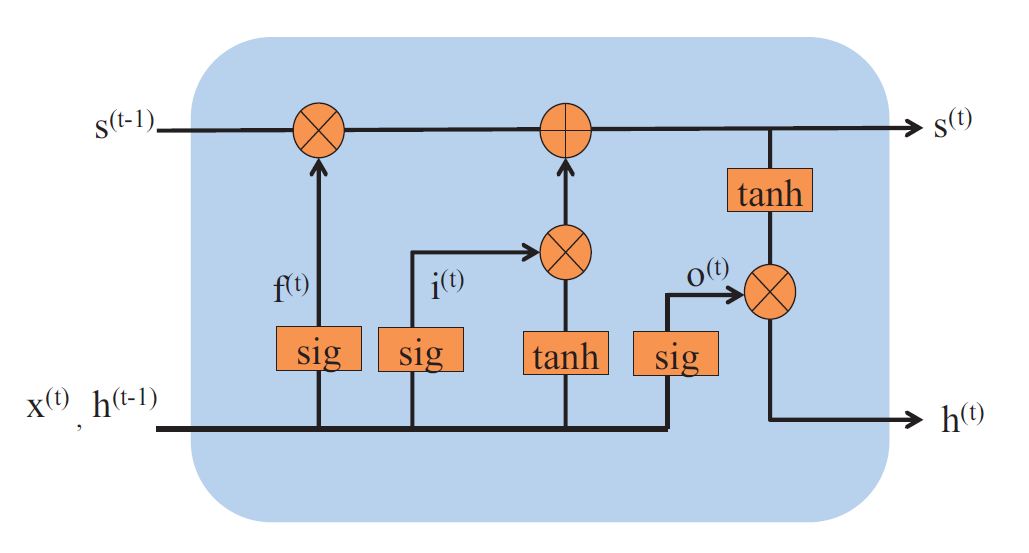 s(t-1)
s(t)
tanh
f(t)
i(t)
o(t)
sig
sig
tanh
sig
x(t) , h(t-1)
h(t)